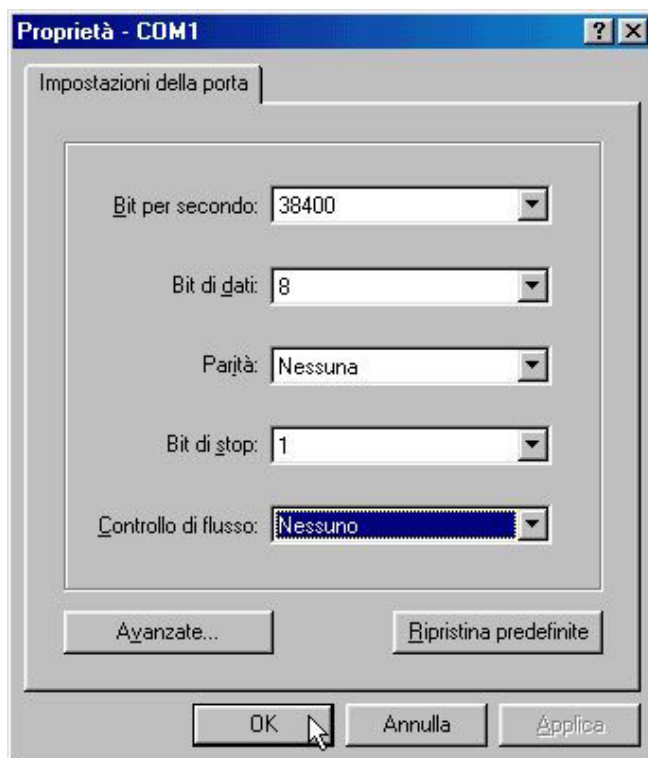 Proprietà - COM1
Impostazioni della porta
Bit per secondo: 38400
Bit di dati: 8
Parità: Nessuna
Bit di stop: 1
Controllo di flusso: Nessuno
Avanzate... Ripristina predefinite
OK Annulla Applica